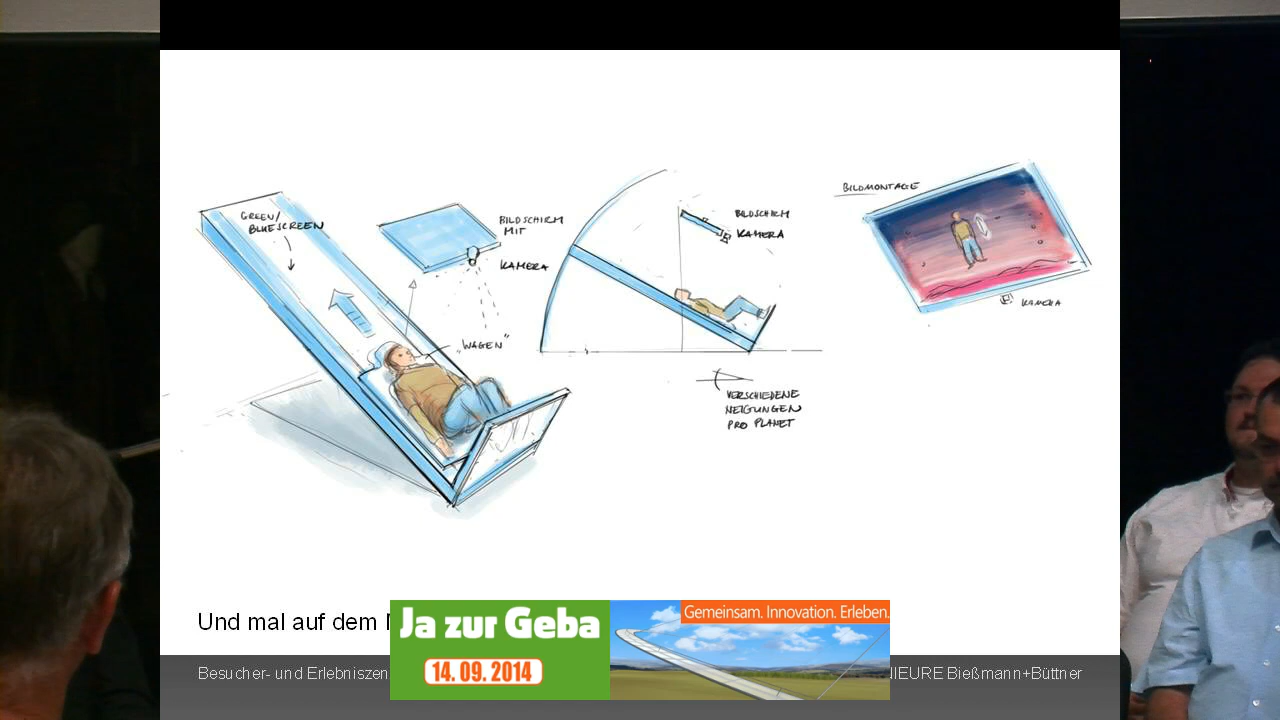 GREEN/
BLUESCREEN
BILDSCHIRM
MIT
KAMERA
"WAGEN"
BILDSCHIRM
KAMERA
VERSCHIEDENE
NEIGUNGEN
PRO PLANET
BILDMONTAGE
KAMERA
Und mal auf dem
Ja zur Geba
14. 09. 2014
Gemeinsam. Innovation. Erleben.
Besucher- und Erlebniszen
NIEURE Bießmann+Büttner